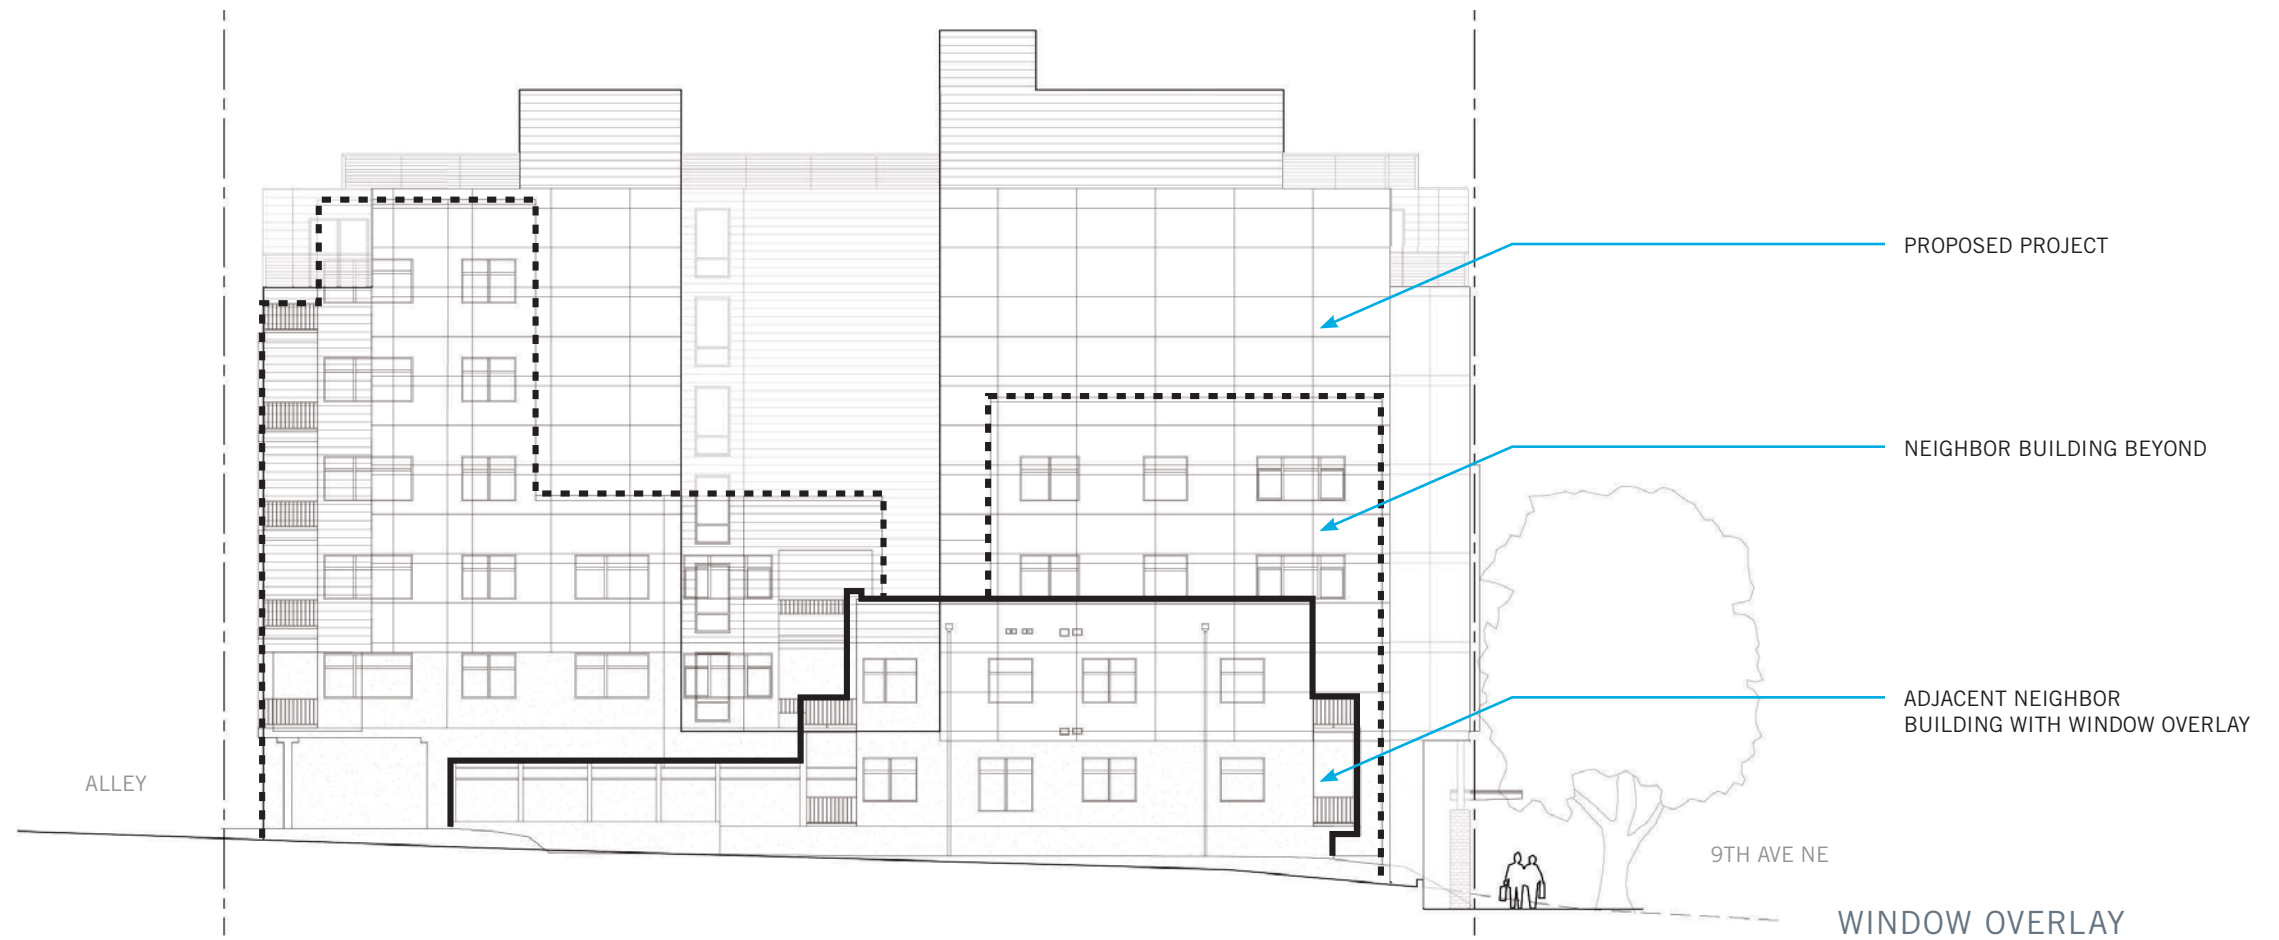 PROPOSED PROJECT
NEIGHBOR BUILDING BEYOND
ADJACENT NEIGHBOR
BUILDING WITH WINDOW OVERLAY
ALLEY
9TH AVE NE
WINDOW OVERLAY